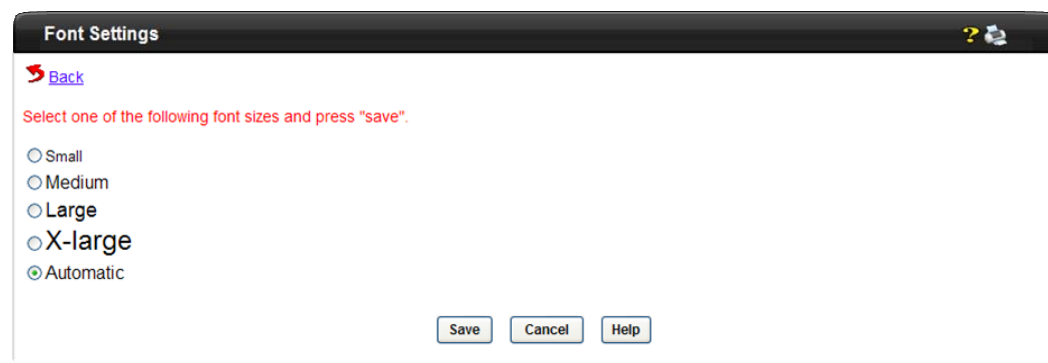 Font Settings
?
Back
Select one of the following font sizes and press "save".
Small
Medium
Large
X-large
Automatic
Save Cancel Help